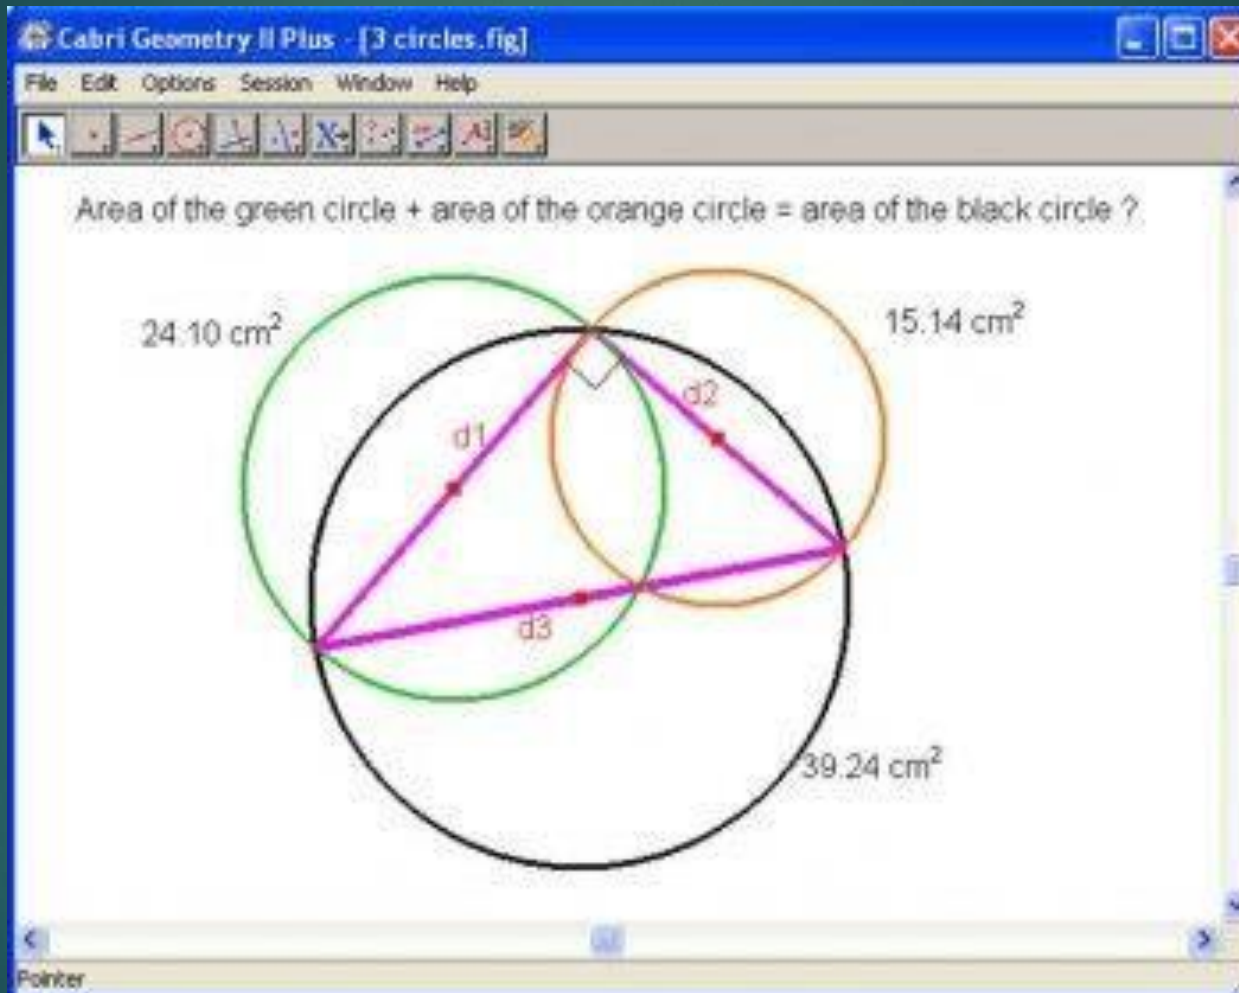 Cabri Geometry II Plus - [3 circles.fig]
File Edit Options Session Window Help
Area of the green circle + area of the orange circle = area of the black circle ?
24.10 cm²
15.14 cm²
d2
d1
d3
39.24 cm²
Pointer